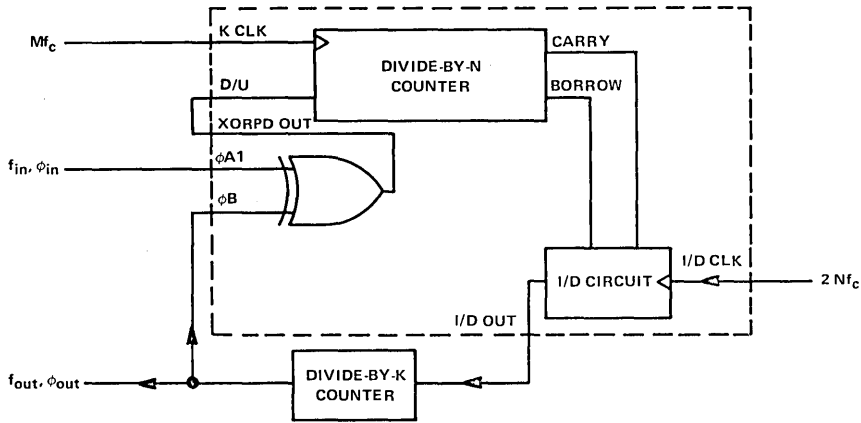 K CLK
Mfc
DIVIDE-BY-N
COUNTER
CARRY
D/U
BORROW
XORPD OUT
ϕA1
fin, ϕin
ϕB
I/D CLK
I/D CIRCUIT
2 Nfc
I/D OUT
fout, ϕout
DIVIDE-BY-K
COUNTER